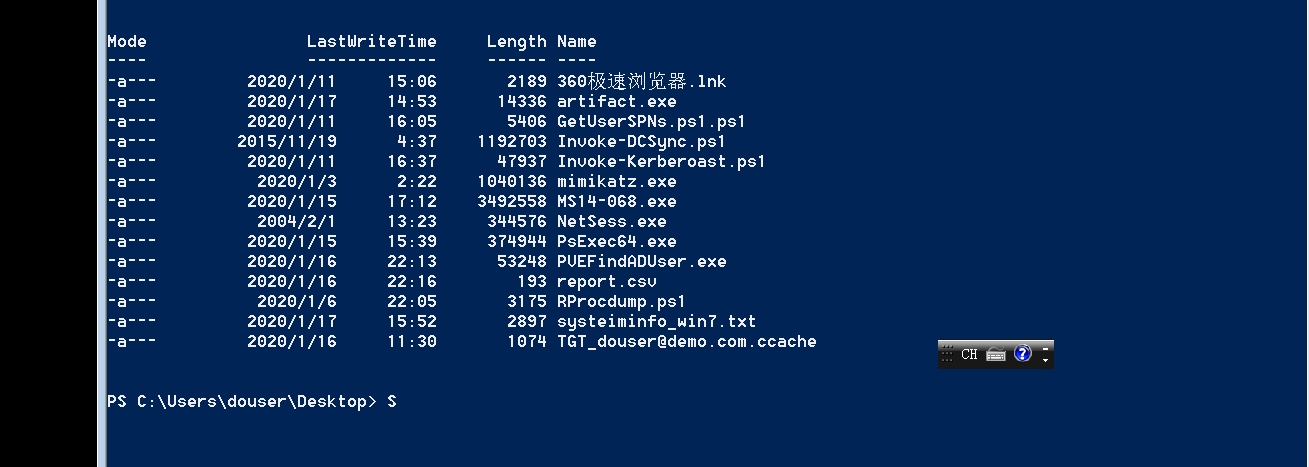 Mode LastWriteTime Length Name
---- ------------- ------ ----
-a--- 2020/1/11 15:06 2189 360极速浏览器.lnk
-a--- 2020/1/17 14:53 14336 artifact.exe
-a--- 2020/1/11 16:05 5406 GetUserSPNs.ps1.ps1
-a--- 2015/11/19 4:37 1192703 Invoke-DCSync.ps1
-a--- 2020/1/11 16:37 47937 Invoke-Kerberoast.ps1
-a--- 2020/1/3 2:22 1040136 mimikatz.exe
-a--- 2020/1/15 17:12 3492558 MS14-068.exe
-a--- 2004/2/1 13:23 344576 NetSess.exe
-a--- 2020/1/15 15:39 374944 PsExec64.exe
-a--- 2020/1/16 22:13 53248 PVEFindADUser.exe
-a--- 2020/1/16 22:16 193 report.csv
-a--- 2020/1/6 22:05 3175 RProcdump.ps1
-a--- 2020/1/17 15:52 2897 systeiminfo_win7.txt
-a--- 2020/1/16 11:30 1074 TGT_douser@demo.com.ccache
CH ?
PS C:\Users\douser\Desktop> S